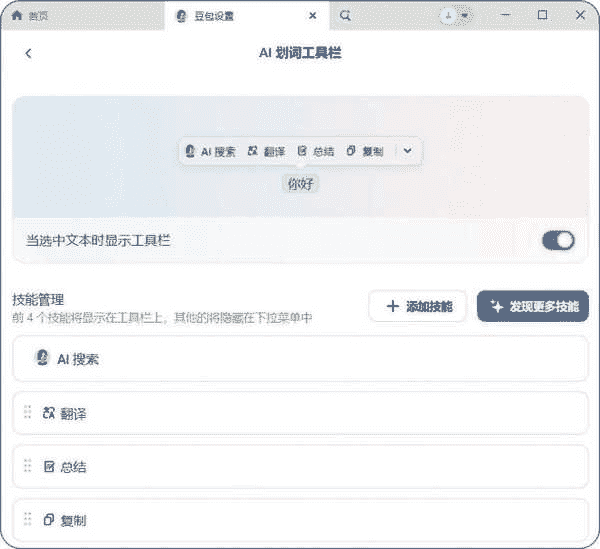 首页
豆包设置
AI 划词工具栏
AI 搜索 翻译 总结 复制
你好
当选中文本时显示工具栏
技能管理
前 4 个技能将显示在工具栏上，其他的将隐藏在下拉菜单中
添加技能
发现更多技能
AI 搜索
翻译
总结
复制